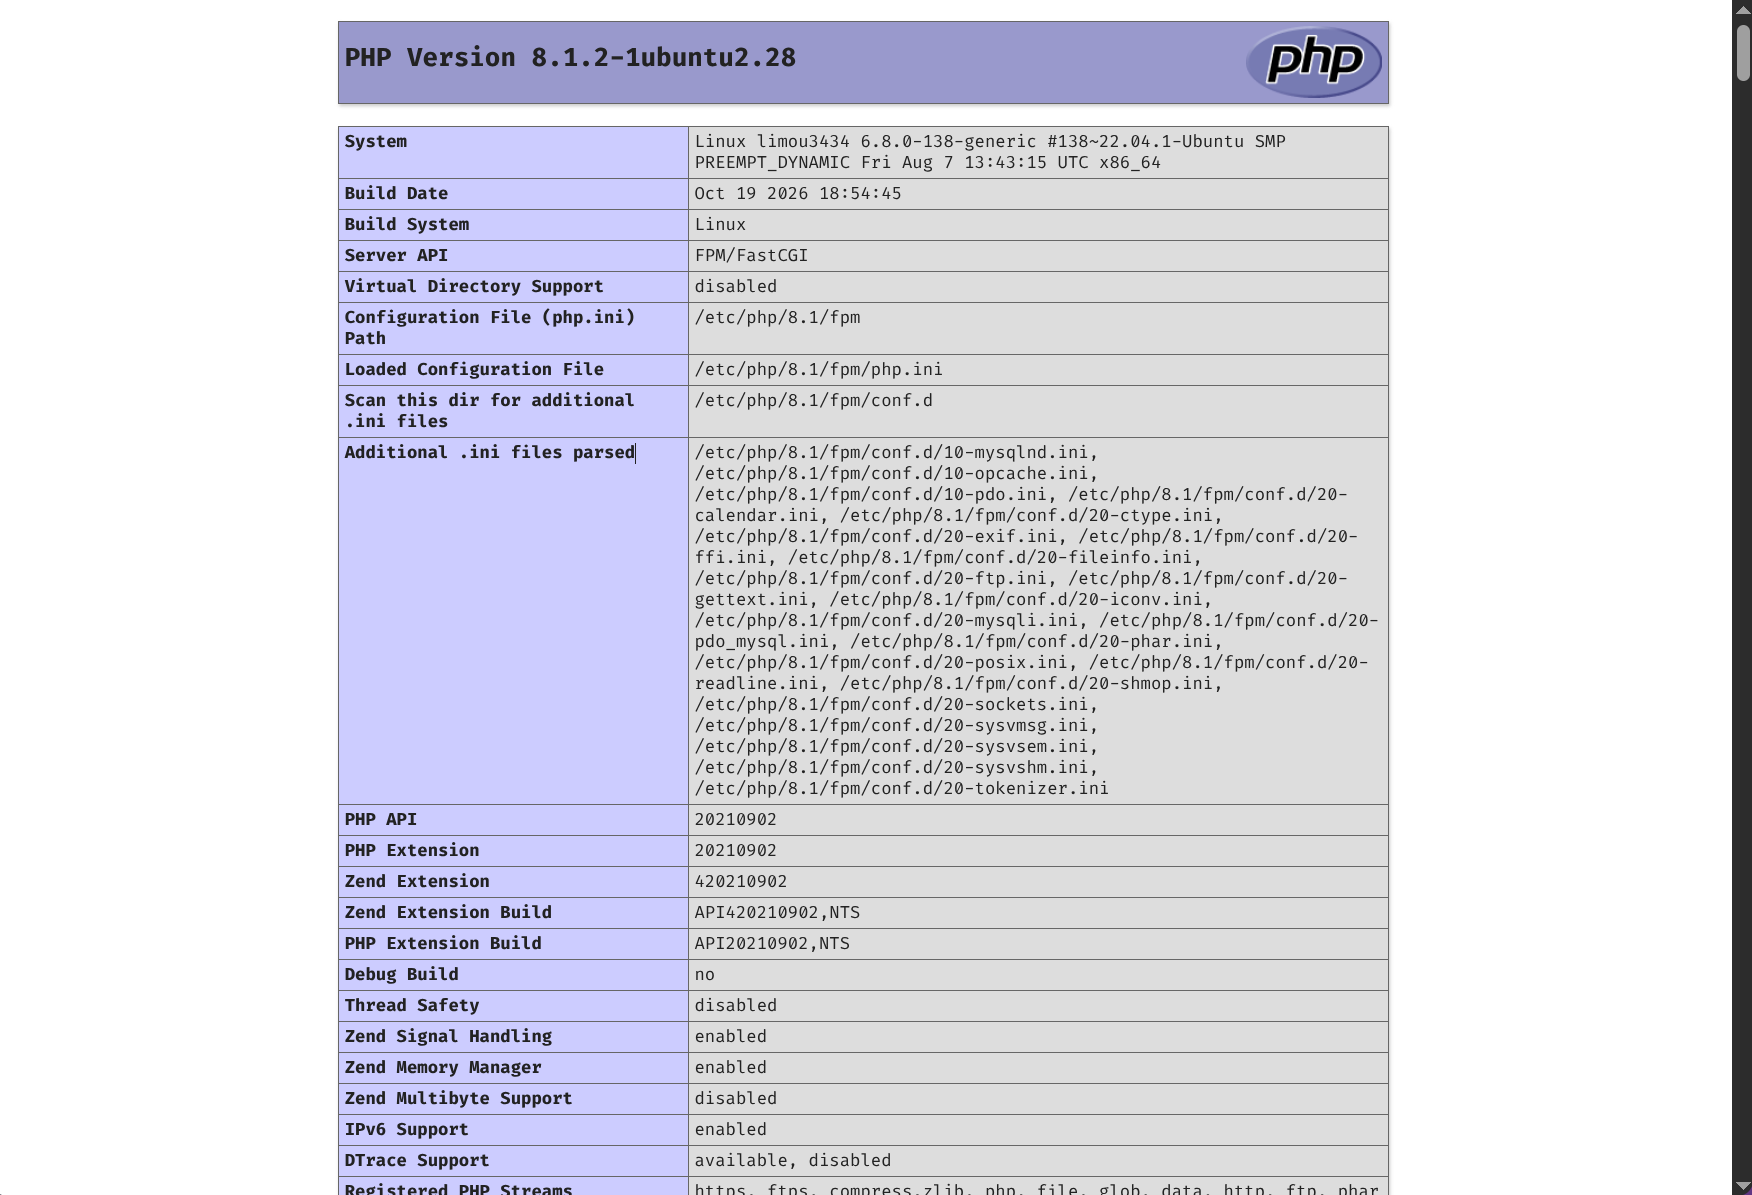 PHP Version 8.1.2-1ubuntu2.28
php
System
Linux limou3434 6.8.0-138-generic #138~22.04.1-Ubuntu SMP
PREEMPT_DYNAMIC Fri Aug 7 13:43:15 UTC x86_64
Build Date
Oct 19 2026 18:54:45
Build System
Linux
Server API
FPM/FastCGI
Virtual Directory Support
disabled
Configuration File (php.ini)
Path
/etc/php/8.1/fpm
Loaded Configuration File
/etc/php/8.1/fpm/php.ini
Scan this dir for additional
.ini files
/etc/php/8.1/fpm/conf.d
Additional .ini files parsed
/etc/php/8.1/fpm/conf.d/10-mysqlnd.ini,
/etc/php/8.1/fpm/conf.d/10-opcache.ini,
/etc/php/8.1/fpm/conf.d/10-pdo.ini, /etc/php/8.1/fpm/conf.d/20-
calendar.ini, /etc/php/8.1/fpm/conf.d/20-ctype.ini,
/etc/php/8.1/fpm/conf.d/20-exif.ini, /etc/php/8.1/fpm/conf.d/20-
ffi.ini, /etc/php/8.1/fpm/conf.d/20-fileinfo.ini,
/etc/php/8.1/fpm/conf.d/20-ftp.ini, /etc/php/8.1/fpm/conf.d/20-
gettext.ini, /etc/php/8.1/fpm/conf.d/20-iconv.ini,
/etc/php/8.1/fpm/conf.d/20-mysqli.ini, /etc/php/8.1/fpm/conf.d/20-
pdo_mysql.ini, /etc/php/8.1/fpm/conf.d/20-phar.ini,
/etc/php/8.1/fpm/conf.d/20-posix.ini, /etc/php/8.1/fpm/conf.d/20-
readline.ini, /etc/php/8.1/fpm/conf.d/20-shmop.ini,
/etc/php/8.1/fpm/conf.d/20-sockets.ini,
/etc/php/8.1/fpm/conf.d/20-sysvmsg.ini,
/etc/php/8.1/fpm/conf.d/20-sysvsem.ini,
/etc/php/8.1/fpm/conf.d/20-sysvshm.ini,
/etc/php/8.1/fpm/conf.d/20-tokenizer.ini
PHP API
20210902
PHP Extension
20210902
Zend Extension
420210902
Zend Extension Build
API420210902,NTS
PHP Extension Build
API20210902,NTS
Debug Build
no
Thread Safety
disabled
Zend Signal Handling
enabled
Zend Memory Manager
enabled
Zend Multibyte Support
disabled
IPv6 Support
enabled
DTrace Support
available, disabled
Registered PHP Streams
https, ftps, compress.zlib, php, file, glob, data, http, ftp, phar